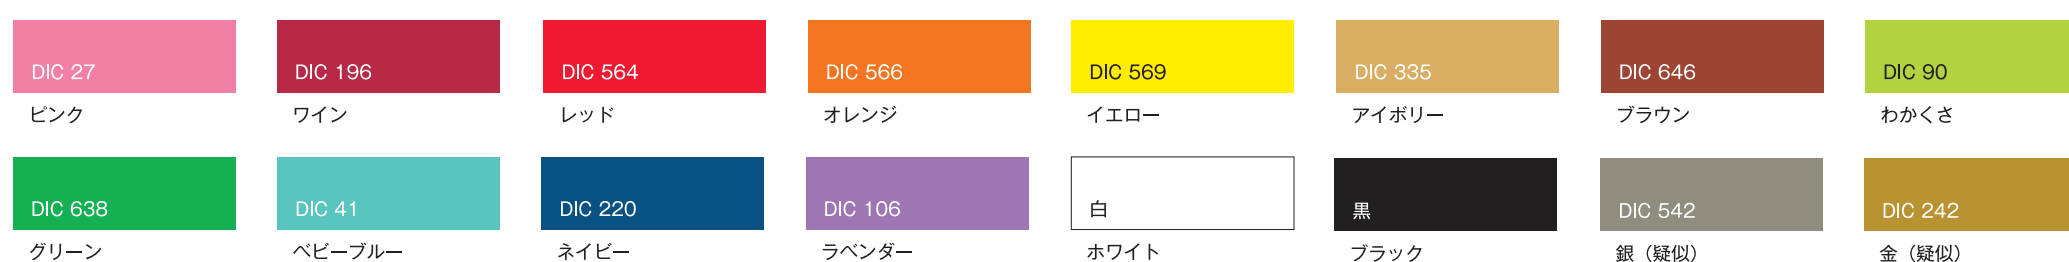 DIC 27
DIC 196
DIC 564
DIC 566
DIC 569
DIC 335
DIC 646
DIC 90
ピンク
ワイン
レッド
オレンジ
イエロー
アイボリー
ブラウン
わかくさ
DIC 638
DIC 41
DIC 220
DIC 106
白
黒
DIC 542
DIC 242
グリーン
ベビーブルー
ネイビー
ラベンダー
ホワイト
ブラック
銀（疑似）
金（疑似）